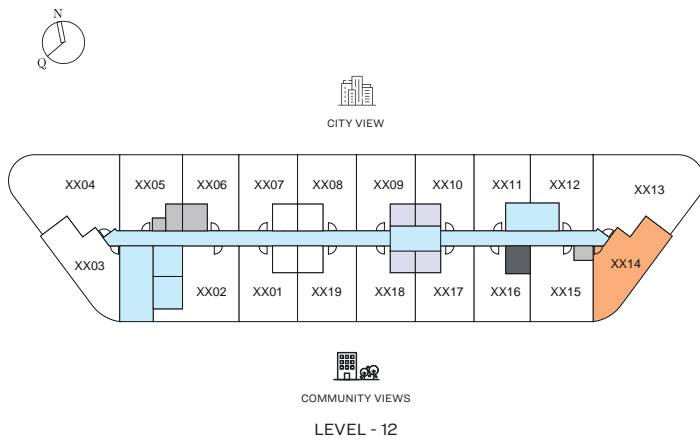 N
Q
CITY VIEW
XX04 XX05 XX06 XX07 XX08 XX09 XX10 XX11 XX12 XX13
XX03 XX14
XX02 XX01 XX19 XX18 XX17 XX16 XX15
COMMUNITY VIEWS
LEVEL - 12